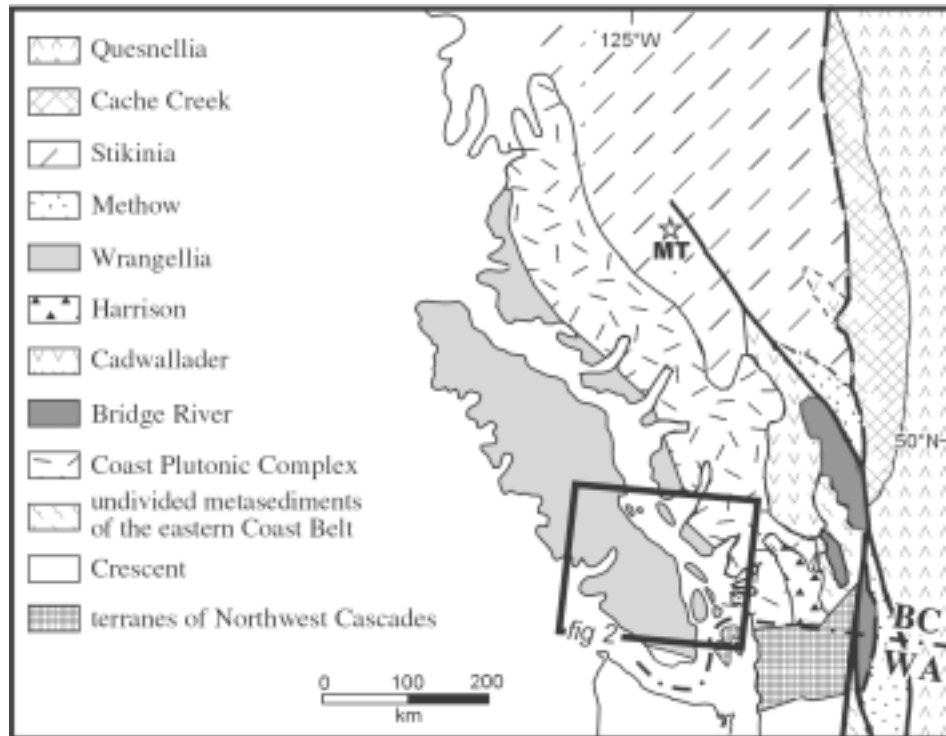 Quesnellia
Cache Creek
Stikinia
Methow
Wrangellia
Harrison
Cadwallader
Bridge River
Coast Plutonic Complex
undivided metasediments
of the eastern Coast Belt
Crescent
terranes of Northwest Cascades
0 100 200
km
125°W
MT
50°N
fig 2
BC
WA